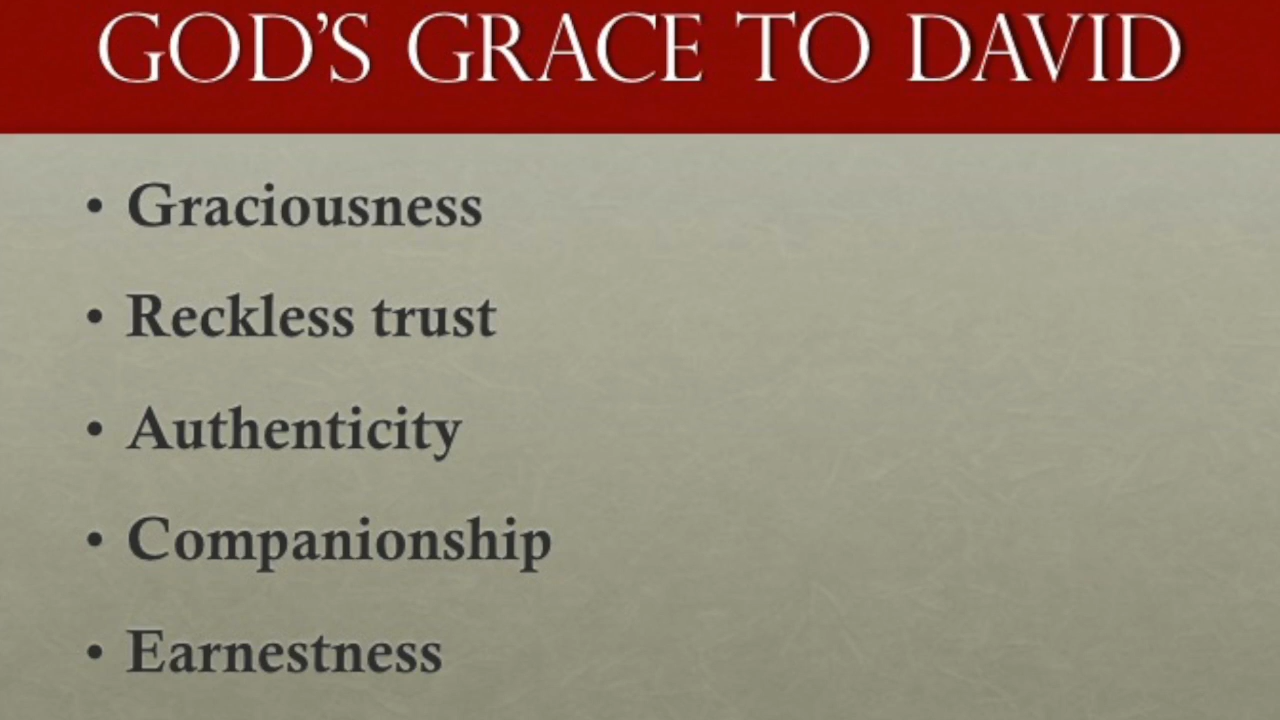 GOD'S GRACE TO DAVID
• Graciousness
• Reckless trust
• Authenticity
• Companionship
• Earnestness